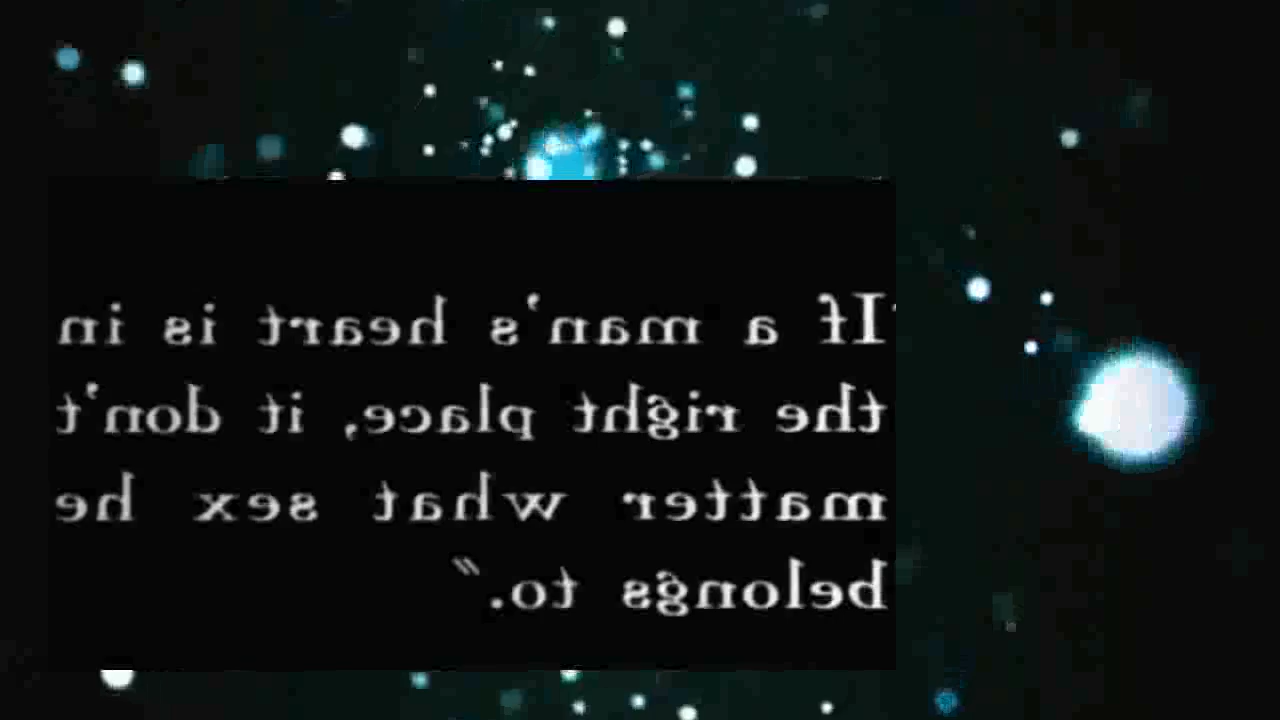 If a man's heart is in
the right place, it don't
matter what sex he
belongs to."